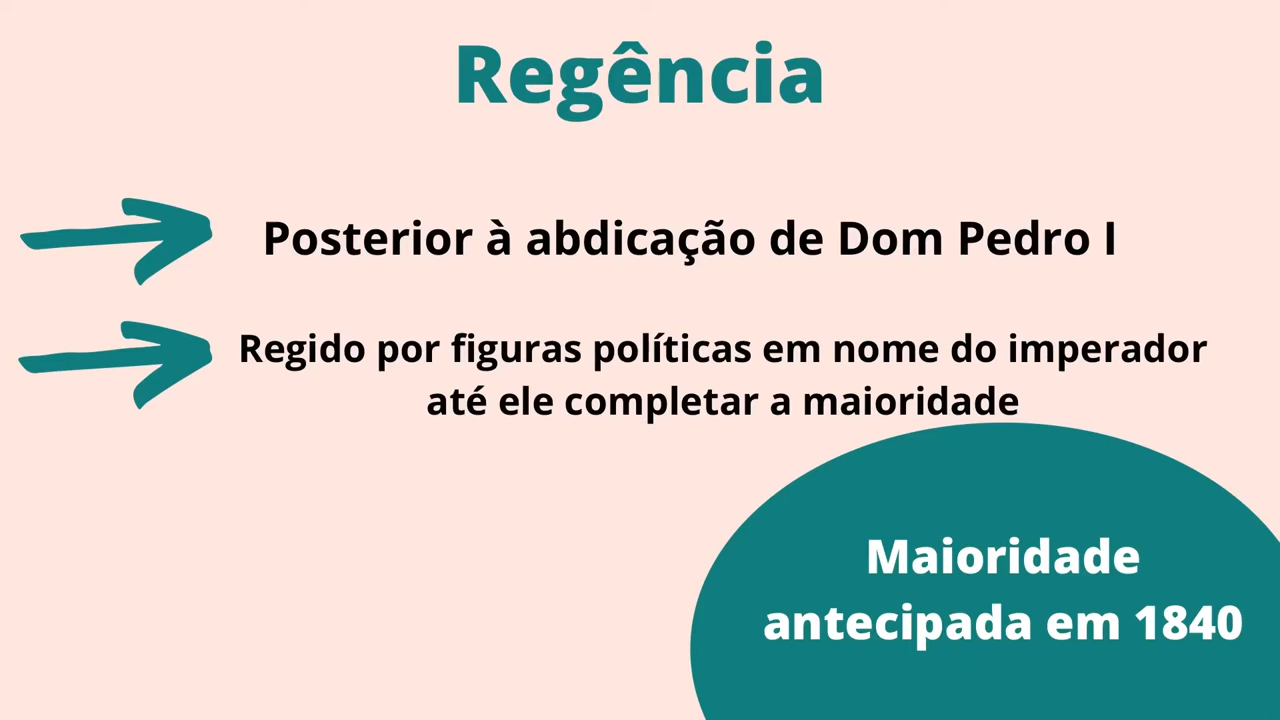 Regência
Posterior à abdicação de Dom Pedro I
Regido por figuras políticas em nome do imperador
até ele completar a maioridade
Maioridade
antecipada em 1840